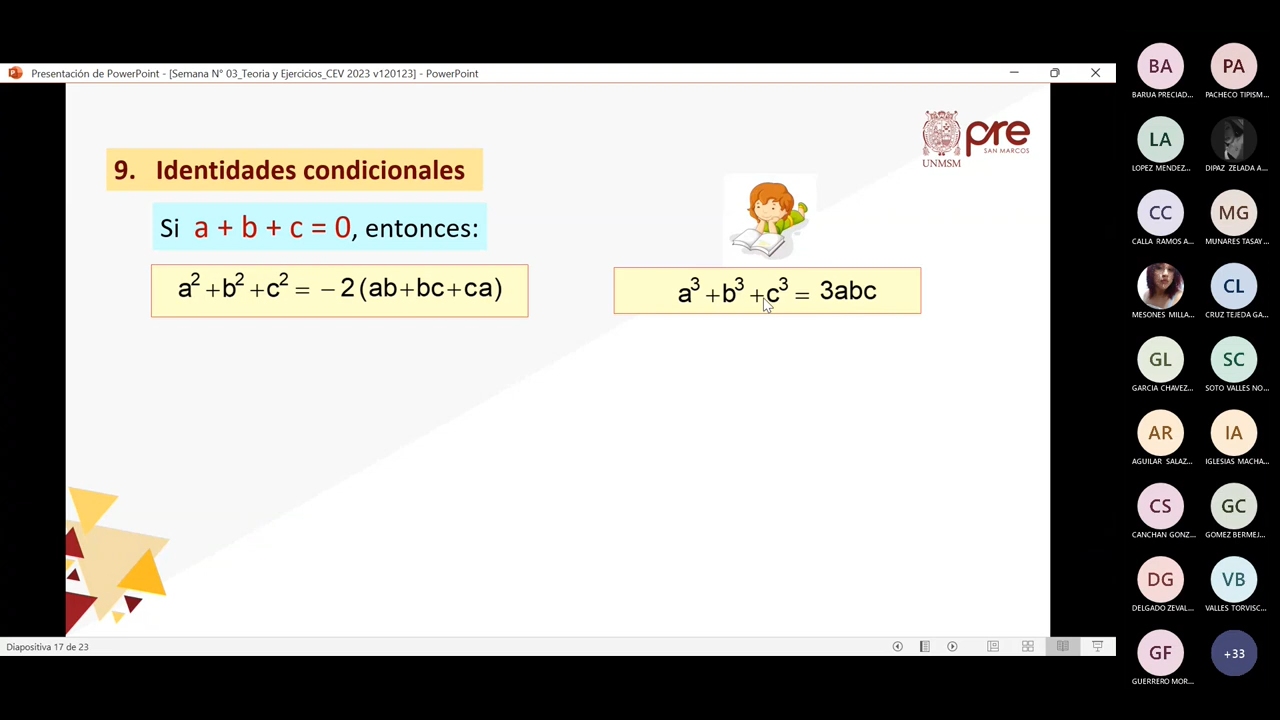 Presentación de PowerPoint - [Semana N° 03_Teoria y Ejercicios_CEV 2023 v120123] - PowerPoint
pre
SAN MARCOS
UNMSM
9. Identidades condicionales
Si a + b + c = 0, entonces:
a² + b² + c² = − 2 (ab+bc+ca)
a³ + b³ + c³ = 3abc
Diapositiva 17 de 23
BA PA
BARUA PRECIAD... PACHECO TIPISM...
LA
LOPEZ MENDEZ... DIPAZ ZELADA A...
CC MG
CALLA RAMOS A... MUNARES TASAY...
CL
MESONES MILLA... CRUZ TEJEDA GA...
GL SC
GARCIA CHAVEZ... SOTO VALLES NO...
AR IA
AGUILAR SALAZ... IGLESIAS MACHA...
CS GC
CANCHAN GONZ... GOMEZ BERMEJ...
DG VB
DELGADO ZEVAL... VALLES TORVISC...
GF +33
GUERRERO MOR...